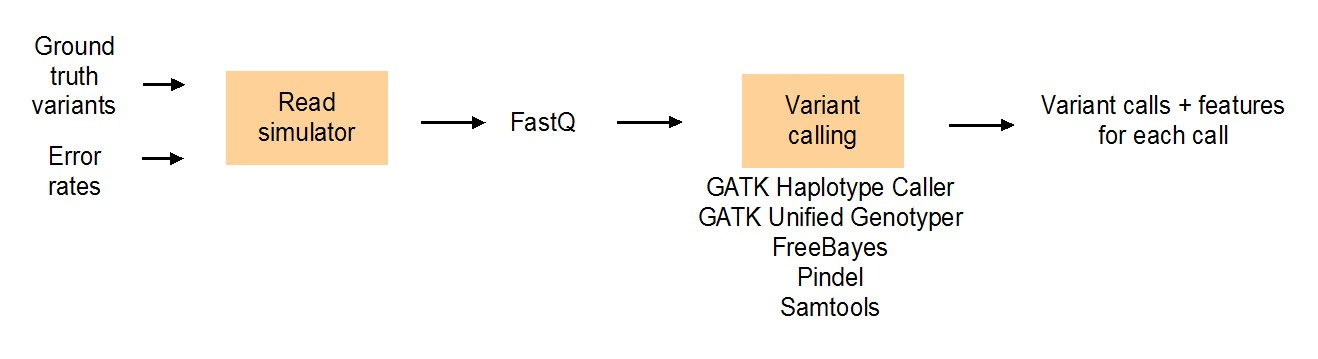 Ground
truth
variants
Error
rates
Read
simulator
FastQ
Variant
calling
GATK Haplotype Caller
GATK Unified Genotyper
FreeBayes
Pindel
Samtools
Variant calls + features
for each call